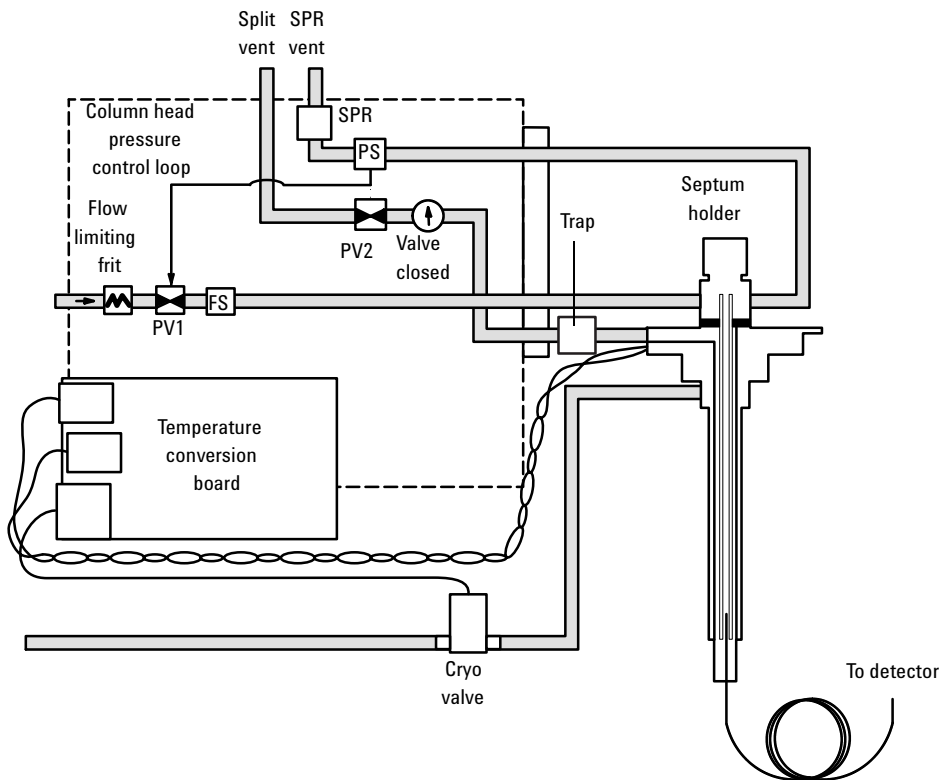 Split
vent
SPR
vent
SPR
Column head
pressure
control loop
PS
Septum
holder
Flow
limiting
frit
Trap
PV2
Valve
closed
FS
PV1
Temperature
conversion
board
Cryo
valve
To detector